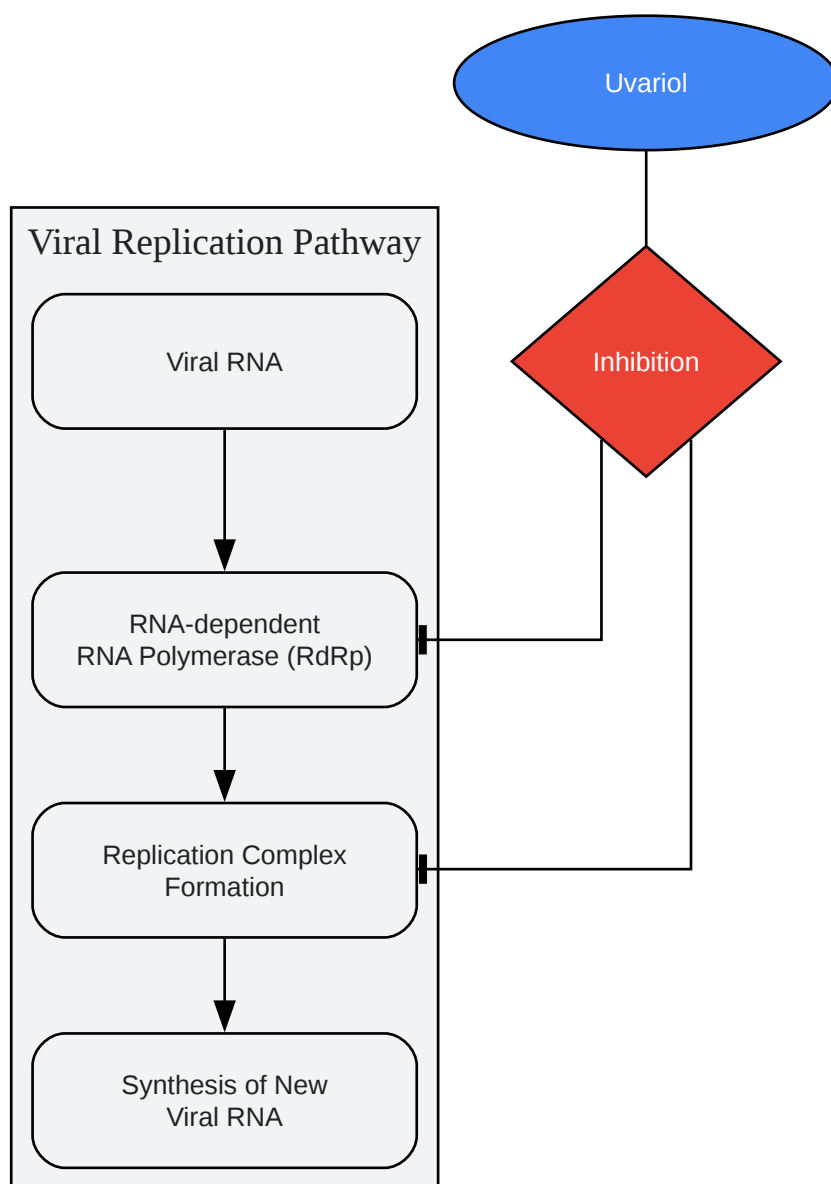 Uvariol
Viral Replication Pathway
Viral RNA
Inhibition
RNA-dependent
RNA Polymerase (RdRp)
Replication Complex
Formation
Synthesis of New
Viral RNA